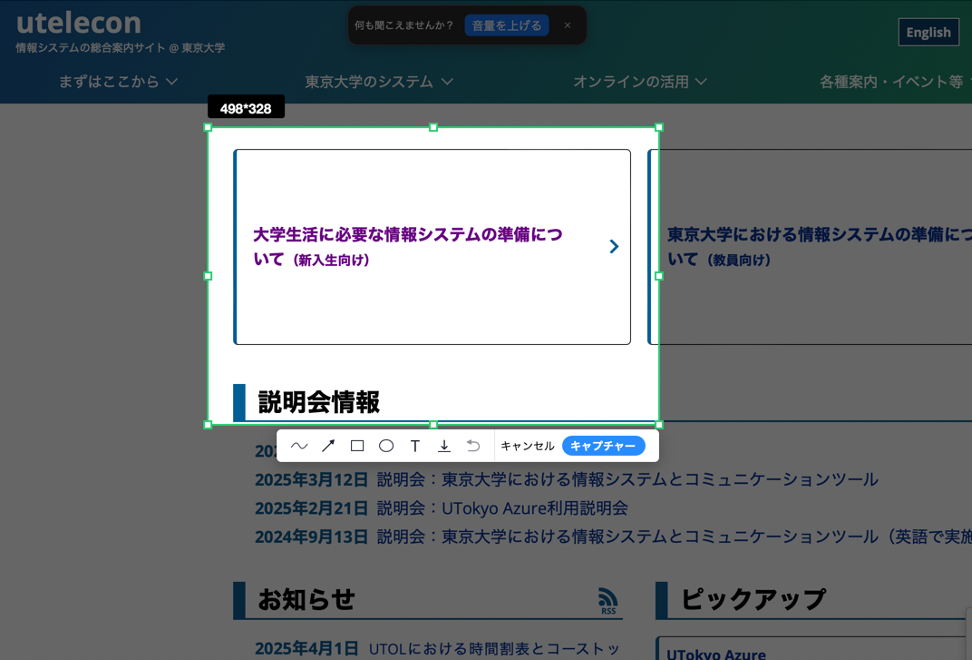 utelecon
情報システムの総合案内サイト @ 東京大学
何も聞こえませんか？ 音量を上げる ×
English
まずはここから 東京大学のシステム オンラインの活用 各種案内・イベント等
498*328
大学生活に必要な情報システムの準備につ
いて（新入生向け）
東京大学における情報システムの準備につ
いて（教員向け）
説明会情報
T キャンセル キャプチャー
2025年3月12日 説明会：東京大学における情報システムとコミュニケーションツール
2025年2月21日 説明会：UTokyo Azure利用説明会
2024年9月13日 説明会：東京大学における情報システムとコミュニケーションツール（英語で実施
お知らせ
RSS
ピックアップ
2025年4月1日 UTOLにおける時間割表とコーストッ
UTokyo Azure